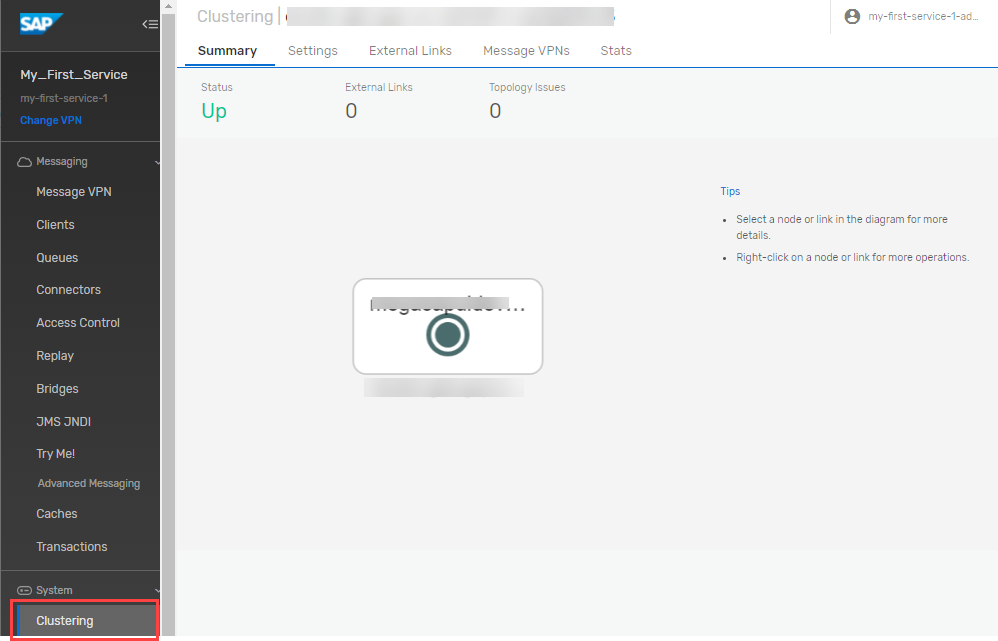 SAP
My_First_Service
my-first-service-1
Change VPN
Messaging
Message VPN
Clients
Queues
Connectors
Access Control
Replay
Bridges
JMS JNDI
Try Me!
Advanced Messaging
Caches
Transactions
System
Clustering
Clustering |
my-first-service-1-ad...
Summary Settings External Links Message VPNs Stats
Status External Links Topology Issues
Up 0 0
Tips
• Select a node or link in the diagram for more
details.
• Right-click on a node or link for more operations.